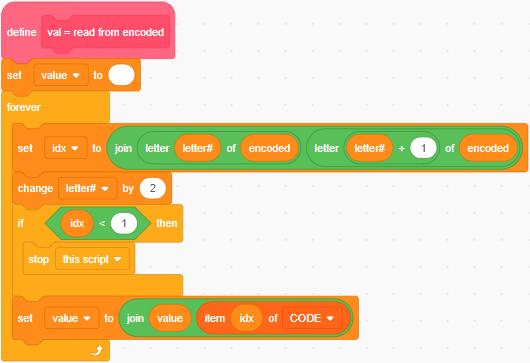 define val = read from encoded
set value to
forever
set idx to join letter letter# of encoded letter letter# + 1 of encoded
change letter# by 2
if idx < 1 then
stop this script
set value to join value item idx of CODE